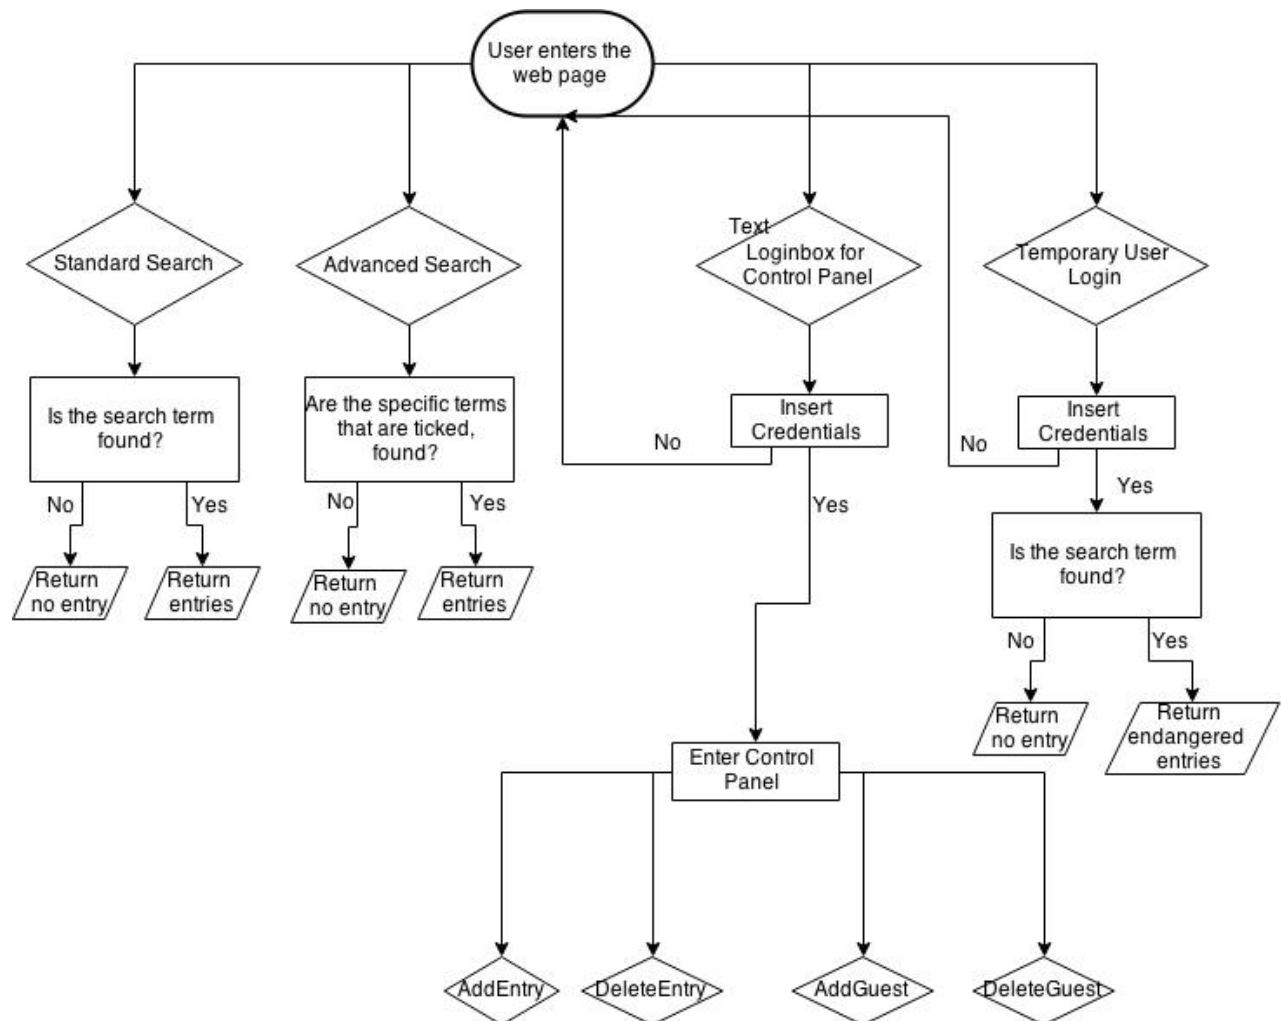 User enters the
web page
Standard Search
Advanced Search
Text
Loginbox for
Control Panel
Temporary User
Login
Is the search term
found?
Are the specific terms
that are ticked,
found?
Insert
Credentials
Insert
Credentials
No
No
Yes
Yes
No
Yes
No
Yes
Is the search term
found?
Return
no entry
Return
entries
Return
no entry
Return
entries
No
Yes
Return
no entry
Return
endangered
entries
Enter Control
Panel
AddEntry
DeleteEntry
AddGuest
DeleteGuest